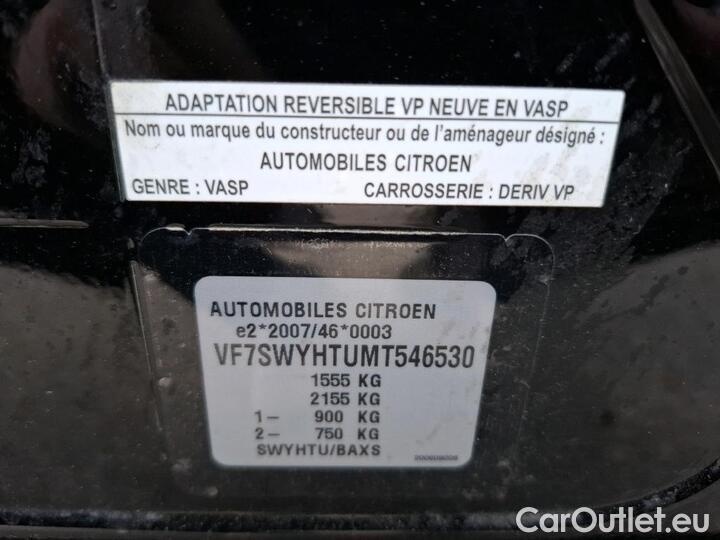 ADAPTATION REVERSIBLE VP NEUVE EN VASP
Nom ou marque du constructeur ou de l'aménageur désigné :
AUTOMOBILES CITROEN
GENRE : VASP CARROSSERIE : DERIV VP
AUTOMOBILES CITROEN
e2*2007/46*0003
VF7SWYHTUMT546530
1555 KG
2155 KG
1- 900 KG
2- 750 KG
SWYHTU/BAXS
CarOutlet.eu